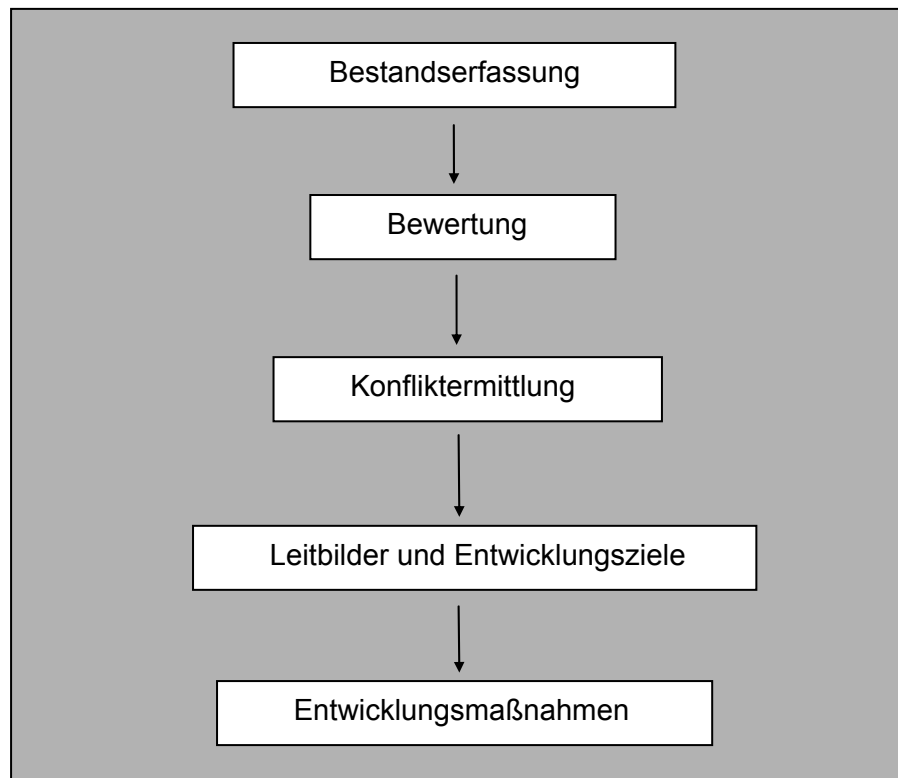 Bestandserfassung
Bewertung
Konfliktermittlung
Leitbilder und Entwicklungsziele
Entwicklungsmaßnahmen